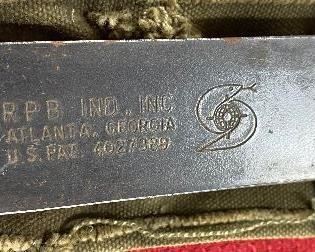 RPB IND., INC
ATLANTA, GEORGIA
U.S. PAT. 4027389